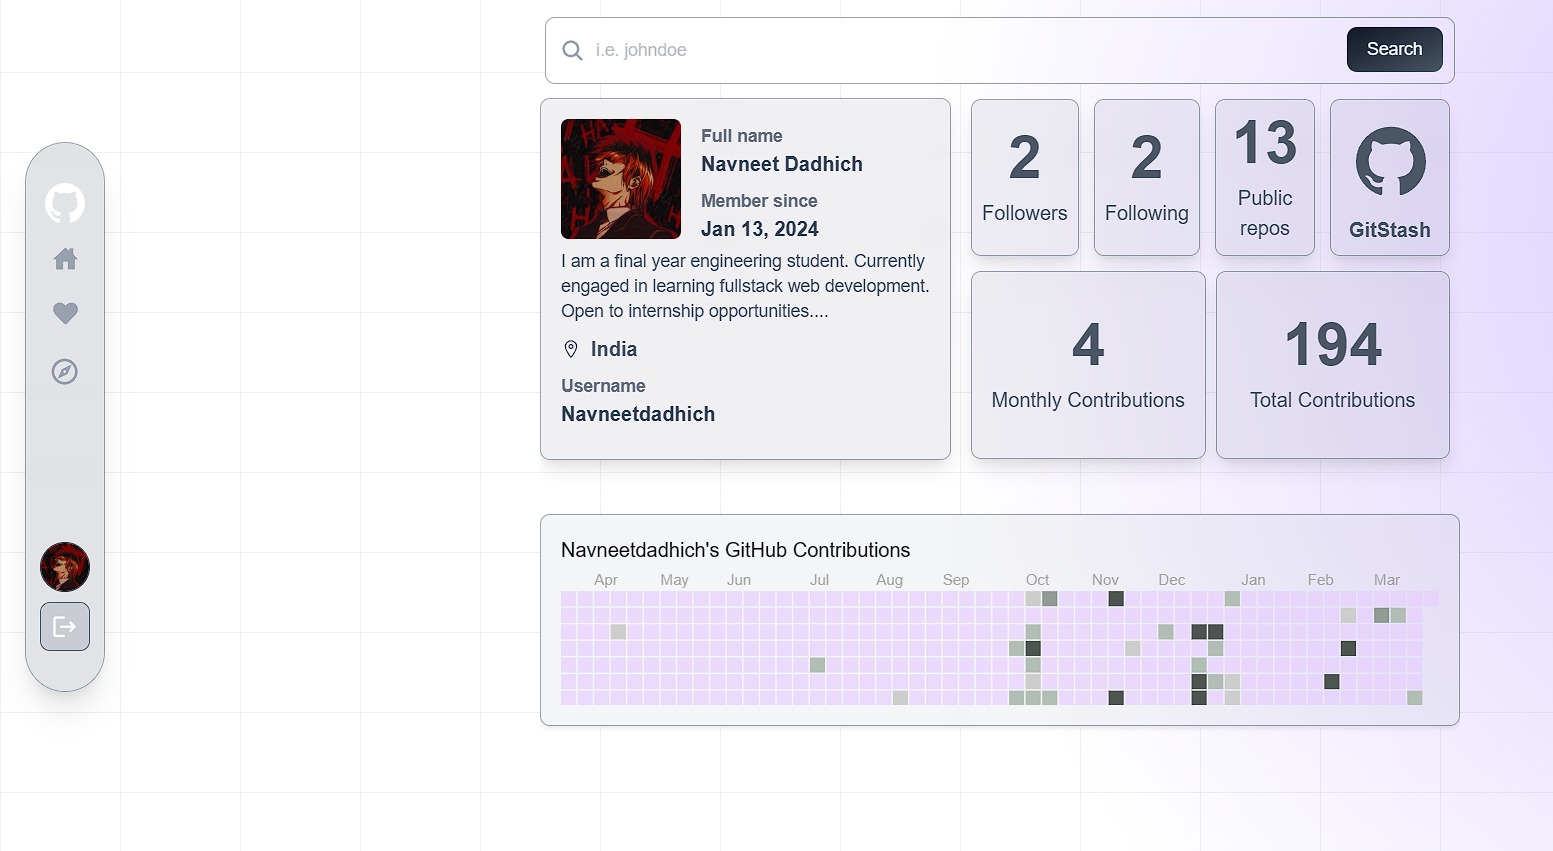 i.e. johndoe
Search
Full name
Navneet Dadhich
Member since
Jan 13, 2024
I am a final year engineering student. Currently
engaged in learning fullstack web development.
Open to internship opportunities....
India
Username
Navneetdadhich
2
Followers
2
Following
13
Public
repos
GitStash
4
Monthly Contributions
194
Total Contributions
Navneetdadhich's GitHub Contributions
Apr May Jun Jul Aug Sep Oct Nov Dec Jan Feb Mar